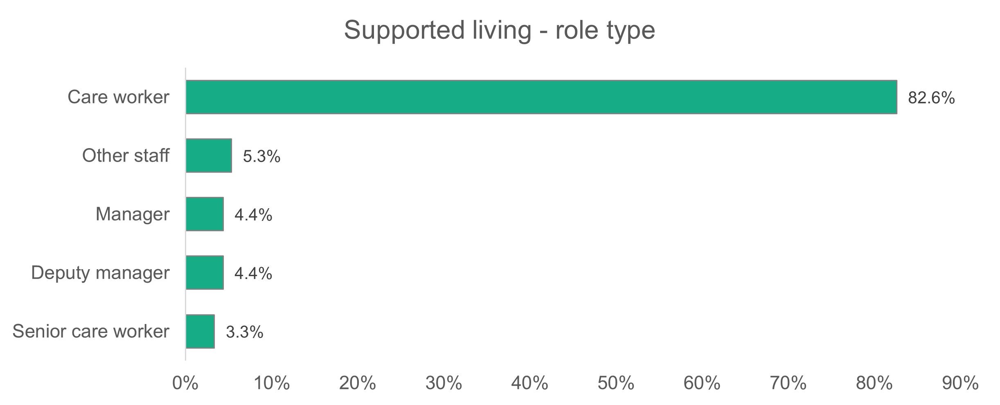 Supported living - role type
Care worker
82.6%
Other staff
5.3%
Manager
4.4%
Deputy manager
4.4%
Senior care worker
3.3%
0% 10% 20% 30% 40% 50% 60% 70% 80% 90%